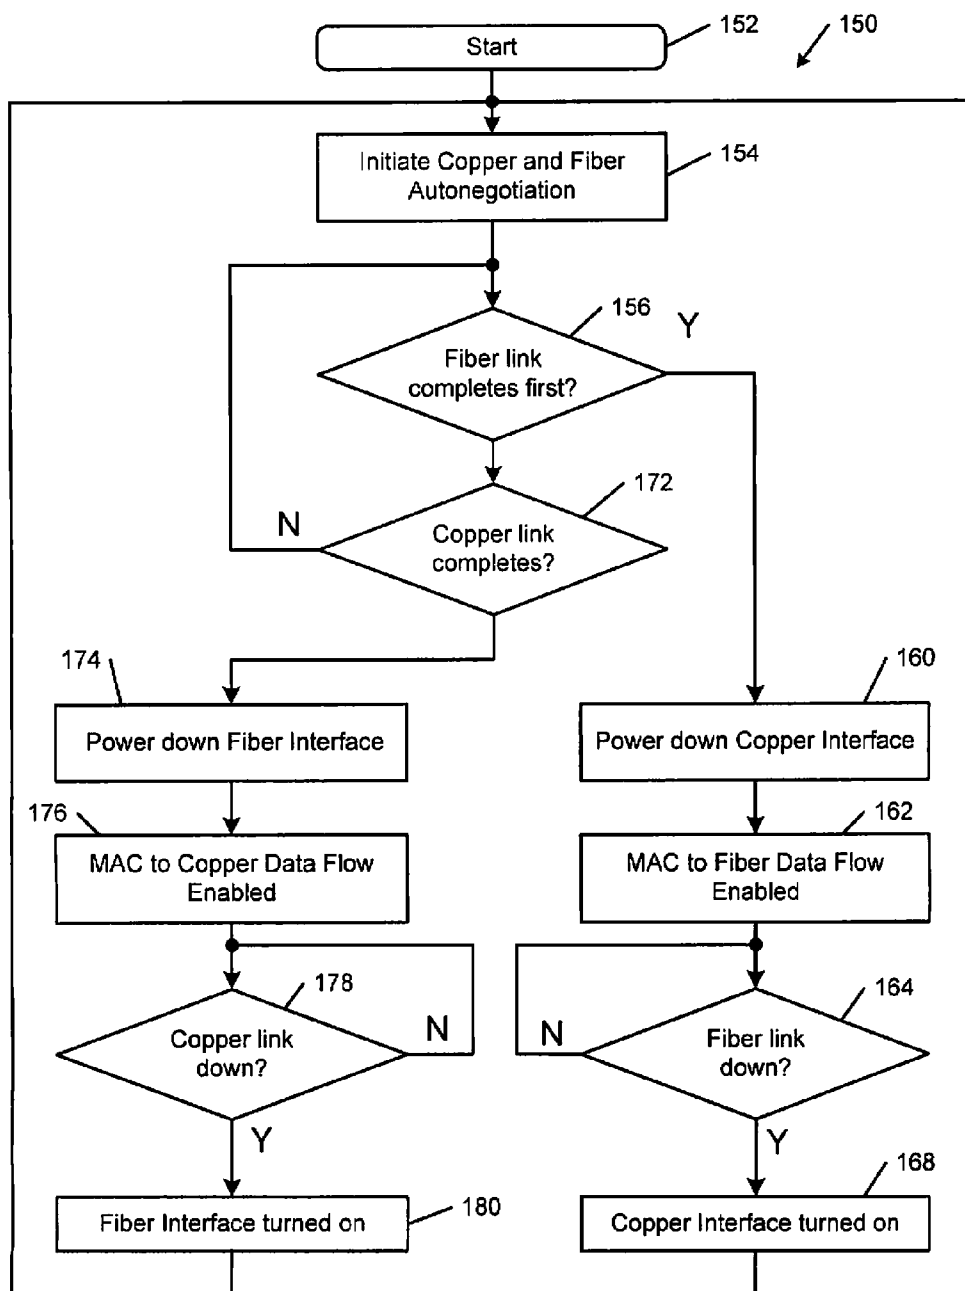 Start
152
150
Initiate Copper and Fiber
Autonegotiation
154
156
Y
Fiber link
completes first?
172
N
Copper link
completes?
174
160
Power down Fiber Interface
Power down Copper Interface
176
162
MAC to Copper Data Flow
Enabled
MAC to Fiber Data Flow
Enabled
178
164
Copper link
down?
N
N
Fiber link
down?
Y
Y
168
Fiber Interface turned on
180
Copper Interface turned on